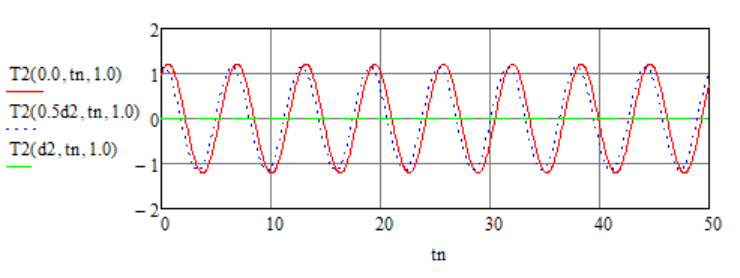 T2(0.0, tn, 1.0)
T2(0.5d2, tn, 1.0)
T2(d2, tn, 1.0)
2
1
0
−1
−2
0 10 20 30 40 50
tn